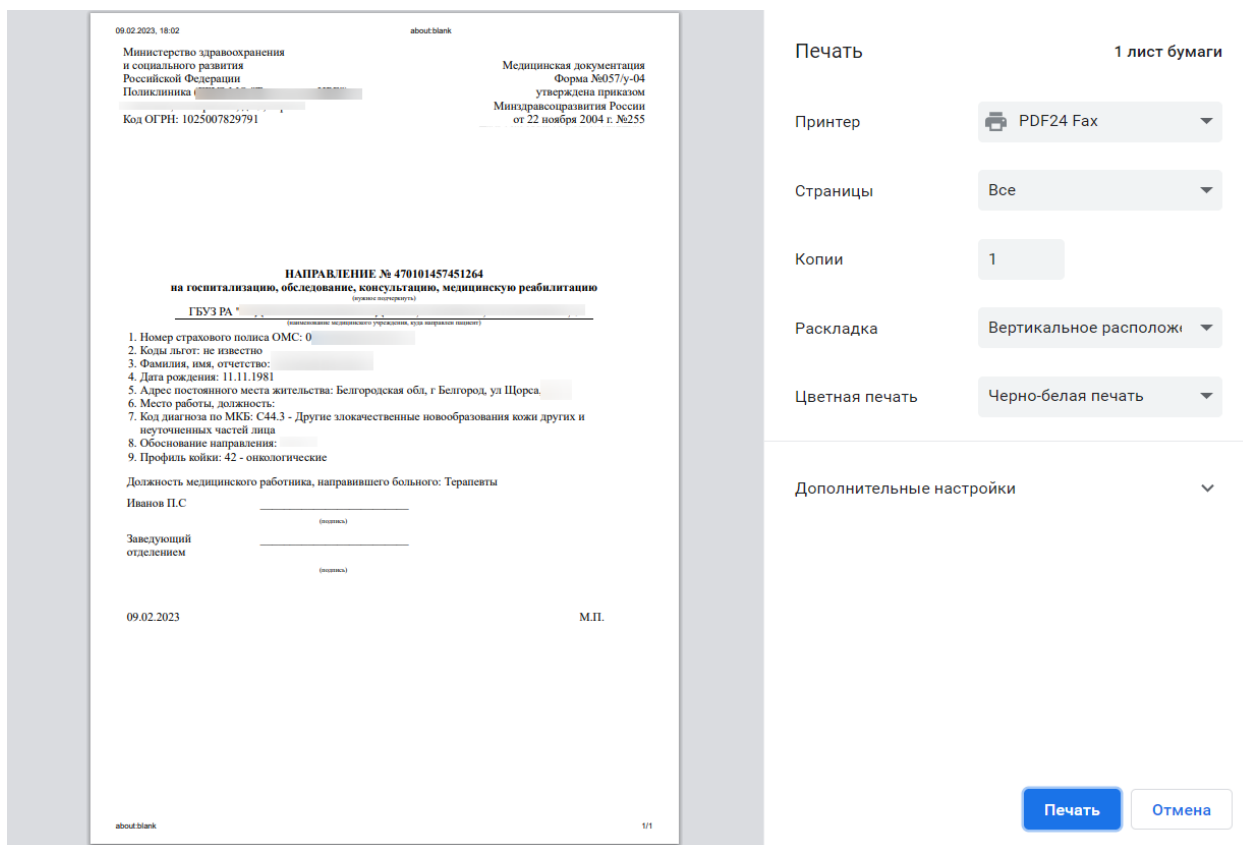 09.02.2023, 18:02
about:blank
Министерство здравоохранения
и социального развития
Российской Федерации
Поликлиника
Код ОГРН: 1025007829791
Медицинская документация
Форма №057/у-04
утверждена приказом
Минздравсоцразвития России
от 22 ноября 2004 г. №255
НАПРАВЛЕНИЕ № 470101457451264
на госпитализацию, обследование, консультацию, медицинскую реабилитацию
(нужное подчеркнуть)
ГБУЗ РА "
(наименование медицинского учреждения, куда направлен пациент)
1. Номер страхового полиса ОМС: 0
2. Коды льгот: не известно
3. Фамилия, имя, отчетство:
4. Дата рождения: 11.11.1981
5. Адрес постоянного места жительства: Белгородская обл, г Белгород, ул Щорса,
6. Место работы, должность:
7. Код диагноза по МКБ: C44.3 - Другие злокачественные новообразования кожи других и
неуточненных частей лица
8. Обоснование направления:
9. Профиль койки: 42 - онкологические
Должность медицинского работника, направившего больного: Терапевты
Иванов П.С
(подпись)
Заведующий
отделением
(подпись)
09.02.2023
М.П.
about:blank
1/1
Печать
1 лист бумаги
Принтер
PDF24 Fax
Страницы
Все
Копии
1
Раскладка
Вертикальное располож
Цветная печать
Черно-белая печать
Дополнительные настройки
Печать
Отмена